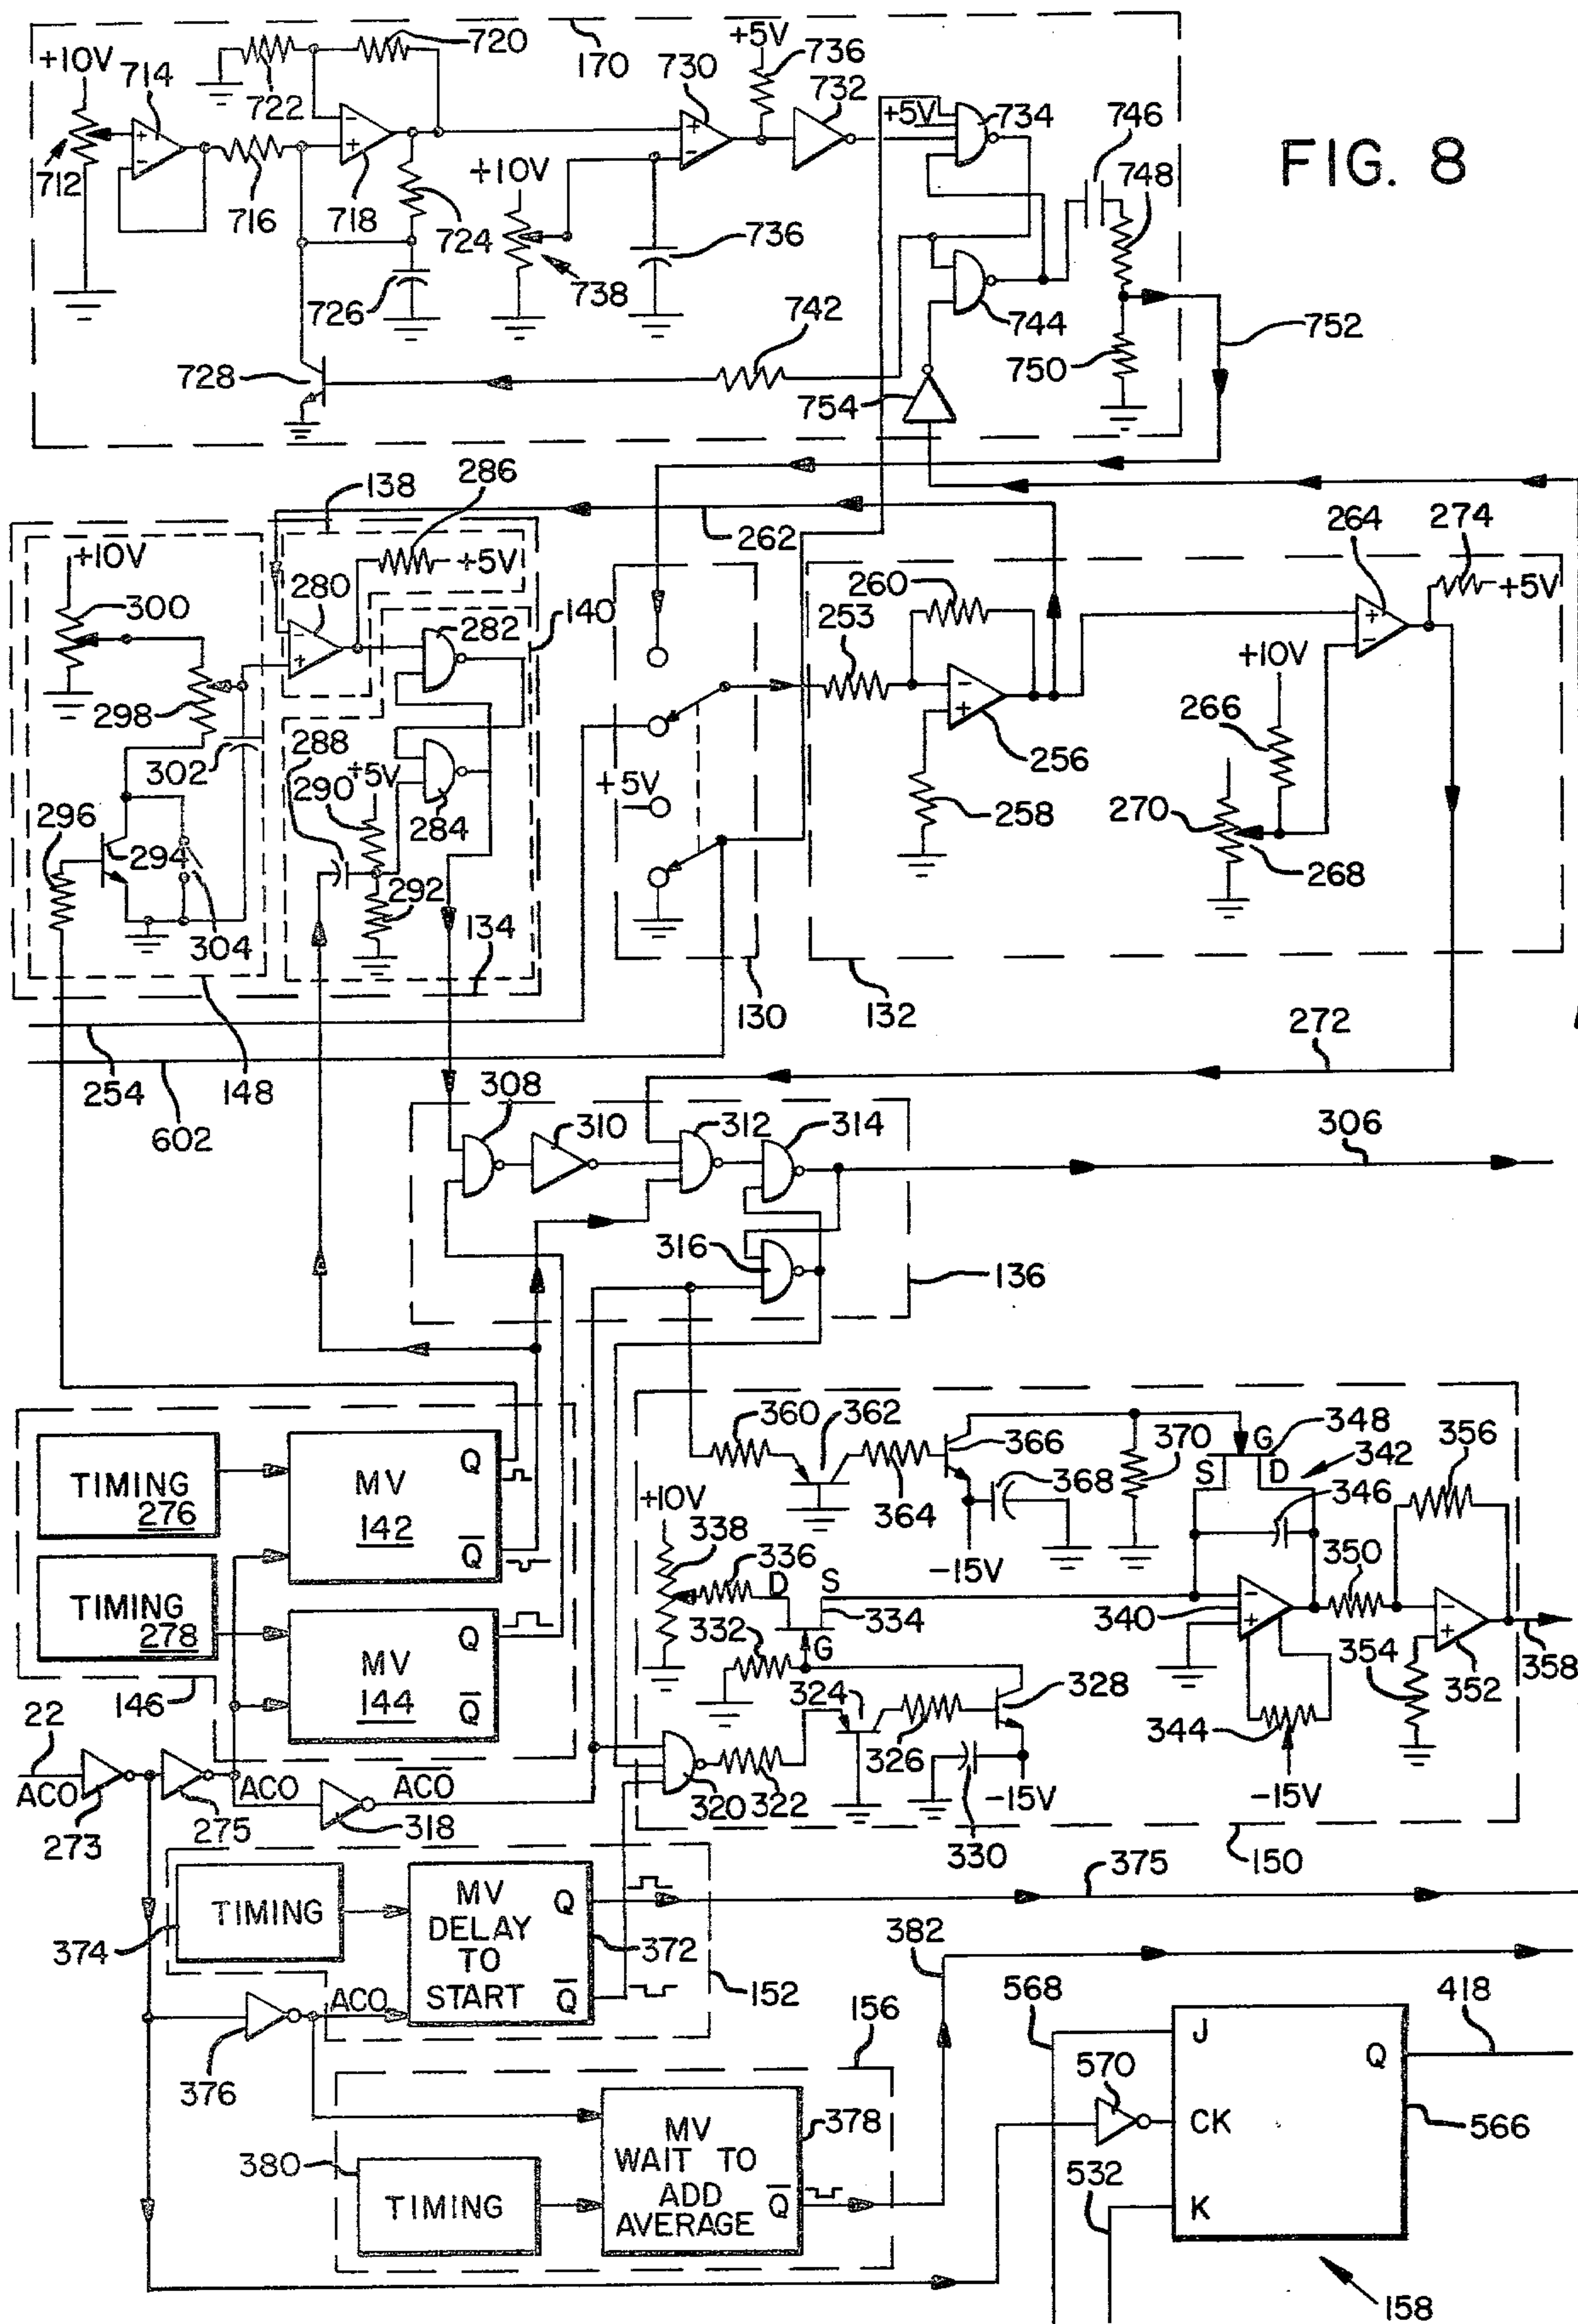 FIG. 8
+10V
714
712
722
720
170
716
718
724
726
728
+10V
738
730
+5V
736
732
736
+5V
734
746
748
744
742
754
750
752
138
286
262
+10V
300
280
+5V
282
140
298
302
288
290
+5V
284
296
294
292
304
134
148
254
602
+5V
130
253
260
256
258
132
264
274
+5V
+10V
266
270
268
272
308
310
312
314
306
316
136
TIMING
276
MV
142
Q
Q̅
TIMING
278
MV
144
Q
Q̅
146
22
ACO
273
275
ACO
A̅C̅O̅
318
360
362
364
366
368
-15V
370
348
G
S
D
342
346
356
+10V
338
336
D
S
334
332
G
324
326
328
320
322
330
-15V
340
344
-15V
350
352
354
358
150
374
TIMING
MV
DELAY
TO
START
Q
Q̅
372
152
375
376
ACO
156
382
380
TIMING
MV
WAIT TO
ADD
AVERAGE
Q̅
378
568
570
532
J
CK
K
Q
418
566
158